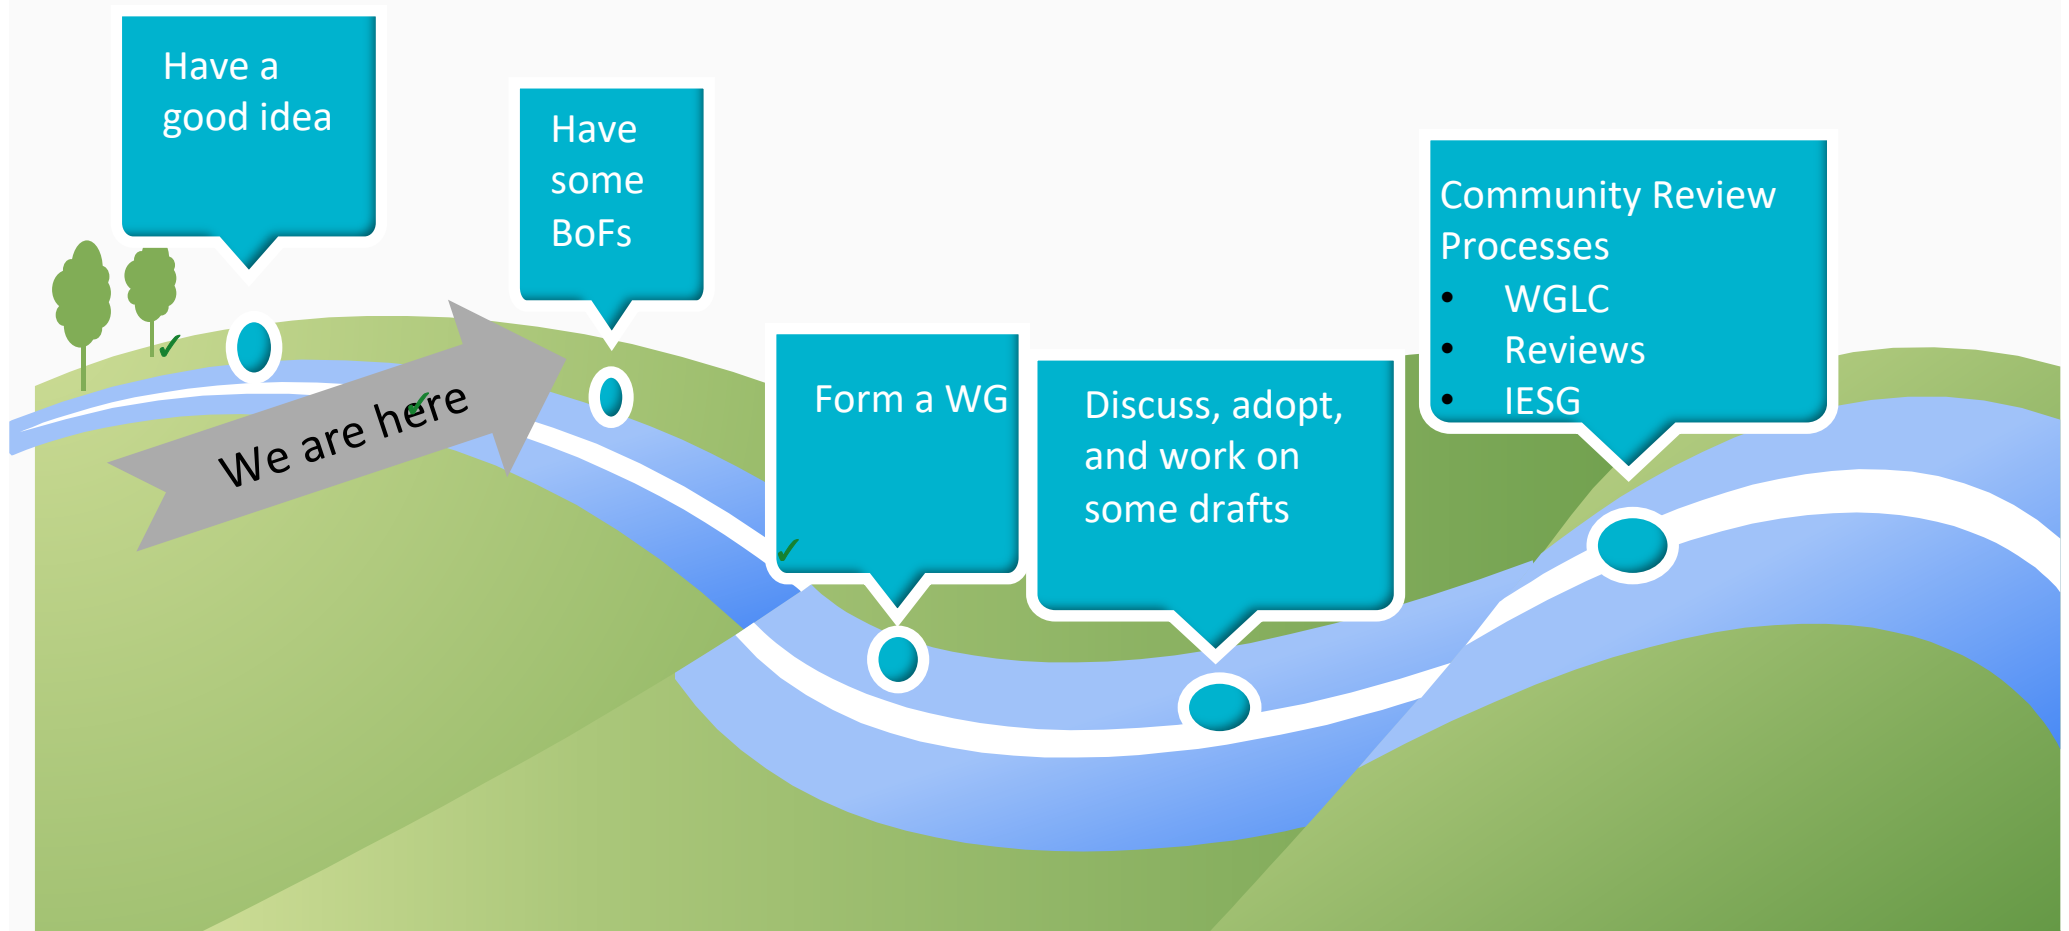 Have a
good idea
✓
We are here
✓
Have
some
BoFs
Form a WG
✓
Discuss, adopt,
and work on
some drafts
Community Review
Processes
• WGLC
• Reviews
• IESG